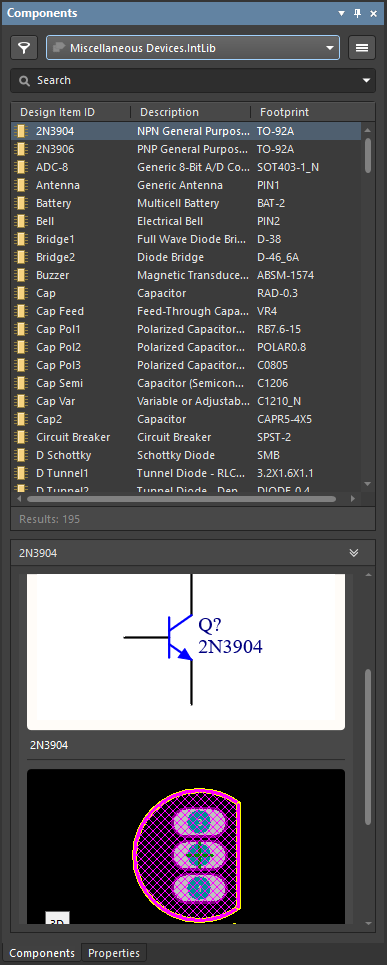 Components
Miscellaneous Devices.IntLib
Search
Design Item ID Description Footprint
2N3904 NPN General Purpos... TO-92A
2N3906 PNP General Purpos... TO-92A
ADC-8 Generic 8-Bit A/D Co... SOT403-1_N
Antenna Generic Antenna PIN1
Battery Multicell Battery BAT-2
Bell Electrical Bell PIN2
Bridge1 Full Wave Diode Bri... D-38
Bridge2 Diode Bridge D-46_6A
Buzzer Magnetic Transduce... ABSM-1574
Cap Capacitor RAD-0.3
Cap Feed Feed-Through Capa... VR4
Cap Pol1 Polarized Capacitor... RB7.6-15
Cap Pol2 Polarized Capacitor... POLAR0.8
Cap Pol3 Polarized Capacitor... C0805
Cap Semi Capacitor (Semicon... C1206
Cap Var Variable or Adjustab... C1210_N
Cap2 Capacitor CAPR5-4X5
Circuit Breaker Circuit Breaker SPST-2
D Schottky Schottky Diode SMB
D Tunnel1 Tunnel Diode - RLC... 3.2X1.6X1.1
D Tunnel2 Tunnel Diode - Dep... DIODE-0.4
Results: 195
2N3904
Q?
2N3904
2N3904
3D
Components Properties